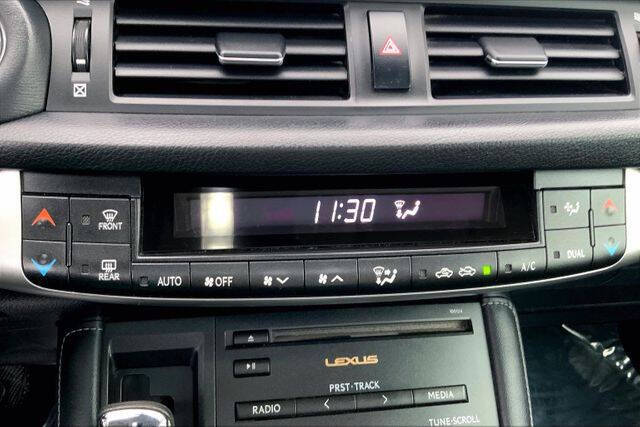 11:30
FRONT
REAR
AUTO
OFF
A/C
DUAL
LEXUS
PRST·TRACK
RADIO
MEDIA
TUNE·SCROLL